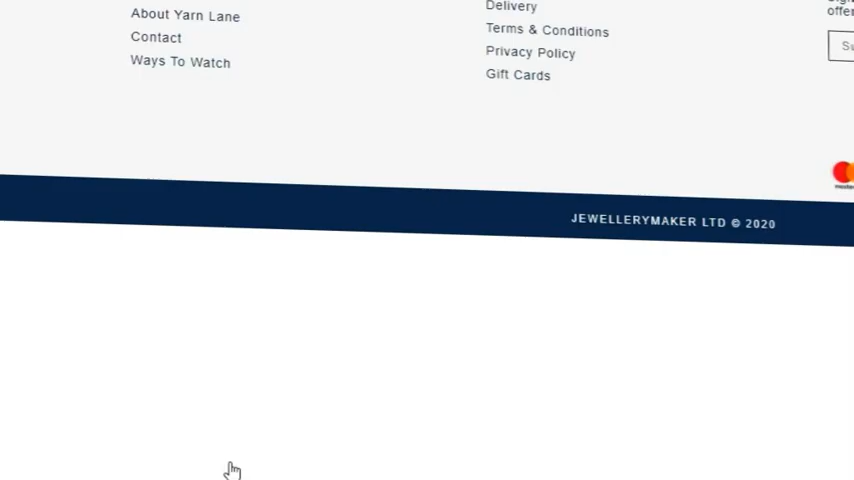 About Yarn Lane
Contact
Ways To Watch
Delivery
Terms & Conditions
Privacy Policy
Gift Cards
JEWELLERYMAKER LTD © 2020